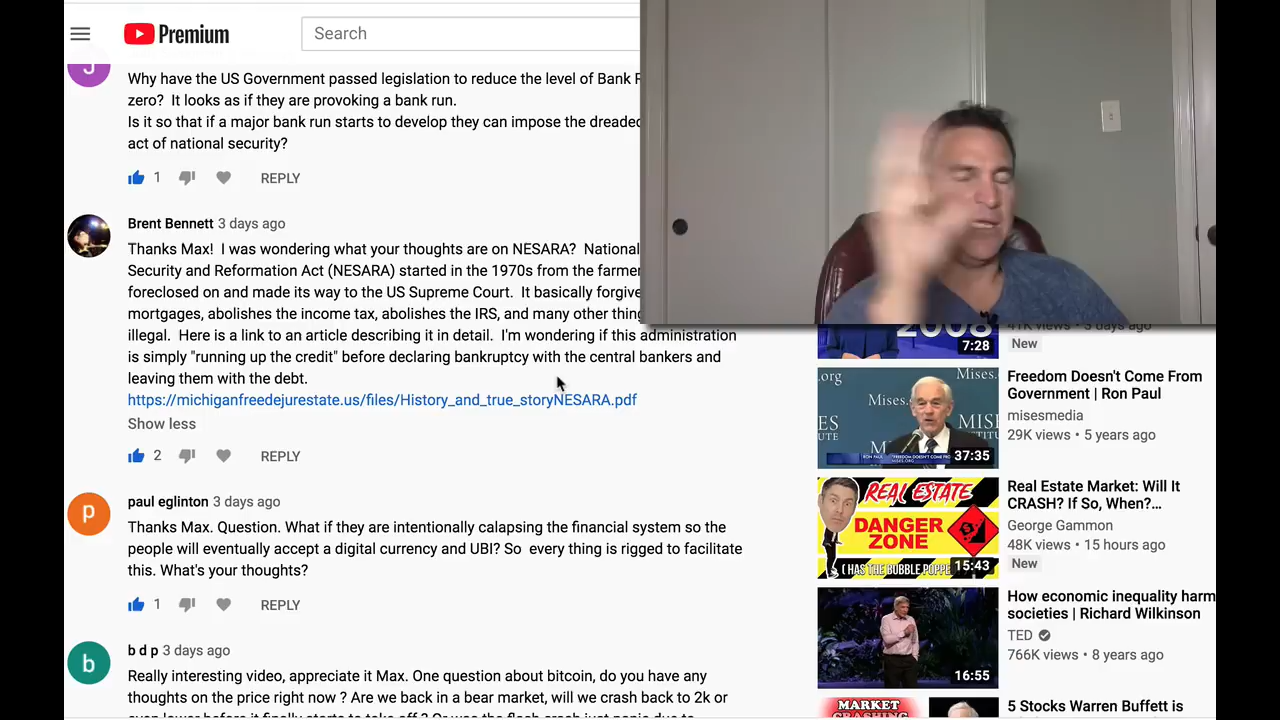 Premium
Search
J
Why have the US Government passed legislation to reduce the level of Bank
zero? It looks as if they are provoking a bank run.
Is it so that if a major bank run starts to develop they can impose the dreaded
act of national security?
1
REPLY
Brent Bennett 3 days ago
Thanks Max! I was wondering what your thoughts are on NESARA? National
Security and Reformation Act (NESARA) started in the 1970s from the
foreclosed on and made its way to the US Supreme Court. It basically
mortgages, abolishes the income tax, abolishes the IRS, and many other
illegal. Here is a link to an article describing it in detail. I'm wondering if this administration
is simply "running up the credit" before declaring bankruptcy with the central bankers and
leaving them with the debt.
https://michiganfreedejurestate.us/files/History_and_true_storyNESARA.pdf
Show less
2
REPLY
p
paul eglinton 3 days ago
Thanks Max. Question. What if they are intentionally calapsing the financial system so the
people will eventually accept a digital currency and UBI? So every thing is rigged to facilitate
this. What's your thoughts?
1
REPLY
b
b d p 3 days ago
Really interesting video, appreciate it Max. One question about bitcoin, do you have any
thoughts on the price right now ? Are we back in a bear market, will we crash back to 2k or
2008
7:28
41K views • 3 days ago
New
.org
Mises.
Mises.
37:35
Freedom Doesn't Come From
Government | Ron Paul
misesmedia
29K views • 5 years ago
REAL ESTATE
DANGER
ZONE
15:43
Real Estate Market: Will It
CRASH? If So, When?...
George Gammon
48K views • 15 hours ago
New
16:55
How economic inequality harm
societies | Richard Wilkinson
TED
766K views • 8 years ago
MARKET
CRASHING
5 Stocks Warren Buffett is